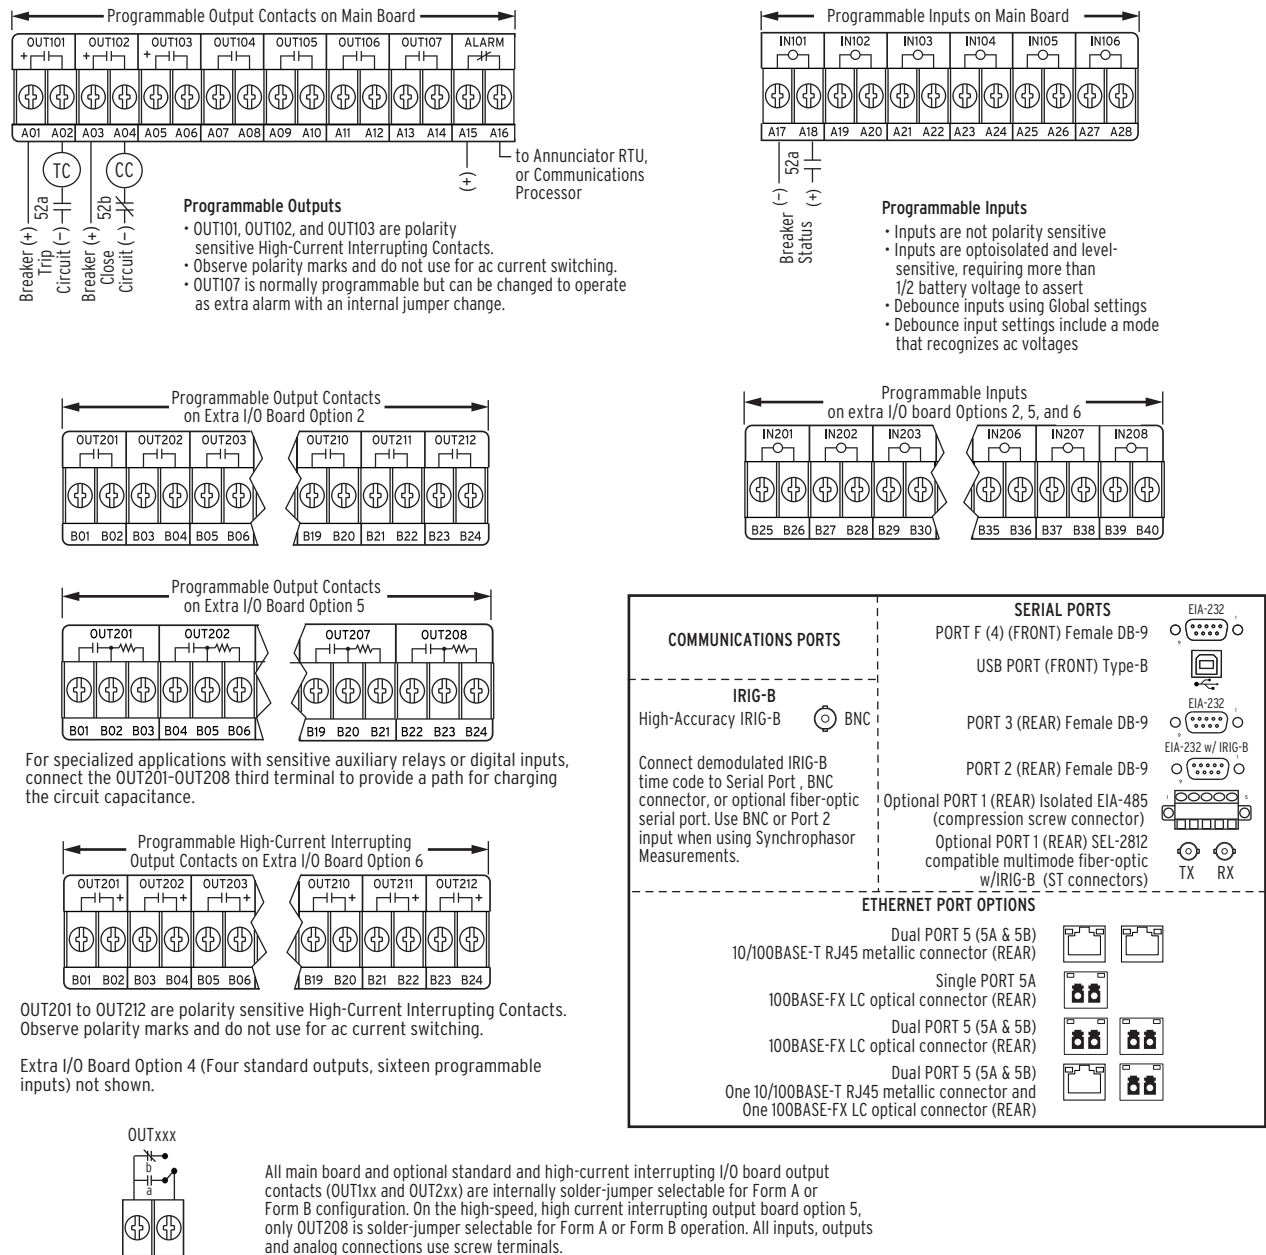 Programmable Output Contacts on Main Board
OUT101 OUT102 OUT103 OUT104 OUT105 OUT106 OUT107 ALARM
+ + +
A01 A02 A03 A04 A05 A06 A07 A08 A09 A10 A11 A12 A13 A14 A15 A16
TC CC
52a 52b
Breaker (+)
Trip
Circuit (–)
Breaker (+)
Close
Circuit (–)
(+)
to Annunciator RTU,
or Communications
Processor
Programmable Outputs
• OUT101, OUT102, and OUT103 are polarity
sensitive High-Current Interrupting Contacts.
• Observe polarity marks and do not use for ac current switching.
• OUT107 is normally programmable but can be changed to operate
as extra alarm with an internal jumper change.
Programmable Inputs on Main Board
IN101 IN102 IN103 IN104 IN105 IN106
A17 A18 A19 A20 A21 A22 A23 A24 A25 A26 A27 A28
52a
Breaker (–)
Status (+)
Programmable Inputs
• Inputs are not polarity sensitive
• Inputs are optoisolated and level-
sensitive, requiring more than
1/2 battery voltage to assert
• Debounce inputs using Global settings
• Debounce input settings include a mode
that recognizes ac voltages
Programmable Output Contacts
on Extra I/O Board Option 2
OUT201 OUT202 OUT203 OUT210 OUT211 OUT212
B01 B02 B03 B04 B05 B06 B19 B20 B21 B22 B23 B24
Programmable Inputs
on extra I/O board Options 2, 5, and 6
IN201 IN202 IN203 IN206 IN207 IN208
B25 B26 B27 B28 B29 B30 B35 B36 B37 B38 B39 B40
Programmable Output Contacts
on Extra I/O Board Option 5
OUT201 OUT202 OUT207 OUT208
B01 B02 B03 B04 B05 B06 B19 B20 B21 B22 B23 B24
For specialized applications with sensitive auxiliary relays or digital inputs,
connect the OUT201-OUT208 third terminal to provide a path for charging
the circuit capacitance.
Programmable High-Current Interrupting
Output Contacts on Extra I/O Board Option 6
OUT201 OUT202 OUT203 OUT210 OUT211 OUT212
+ + + + + +
B01 B02 B03 B04 B05 B06 B19 B20 B21 B22 B23 B24
OUT201 to OUT212 are polarity sensitive High-Current Interrupting Contacts.
Observe polarity marks and do not use for ac current switching.
Extra I/O Board Option 4 (Four standard outputs, sixteen programmable
inputs) not shown.
COMMUNICATIONS PORTS
IRIG-B
High-Accuracy IRIG-B BNC
Connect demodulated IRIG-B
time code to Serial Port , BNC
connector, or optional fiber-optic
serial port. Use BNC or Port 2
input when using Synchrophasor
Measurements.
SERIAL PORTS
EIA-232
PORT F (4) (FRONT) Female DB-9
9 1
USB PORT (FRONT) Type-B
EIA-232
PORT 3 (REAR) Female DB-9
9 1
EIA-232 w/ IRIG-B
PORT 2 (REAR) Female DB-9
9 1
Optional PORT 1 (REAR) Isolated EIA-485
(compression screw connector)
1 5
Optional PORT 1 (REAR) SEL-2812
compatible multimode fiber-optic
w/IRIG-B (ST connectors)
TX RX
ETHERNET PORT OPTIONS
Dual PORT 5 (5A & 5B)
10/100BASE-T RJ45 metallic connector (REAR)
Single PORT 5A
100BASE-FX LC optical connector (REAR)
Dual PORT 5 (5A & 5B)
100BASE-FX LC optical connector (REAR)
Dual PORT 5 (5A & 5B)
One 10/100BASE-T RJ45 metallic connector and
One 100BASE-FX LC optical connector (REAR)
OUTxxx
b
a
All main board and optional standard and high-current interrupting I/O board output
contacts (OUT1xx and OUT2xx) are internally solder-jumper selectable for Form A or
Form B configuration. On the high-speed, high current interrupting output board option 5,
only OUT208 is solder-jumper selectable for Form A or Form B operation. All inputs, outputs
and analog connections use screw terminals.